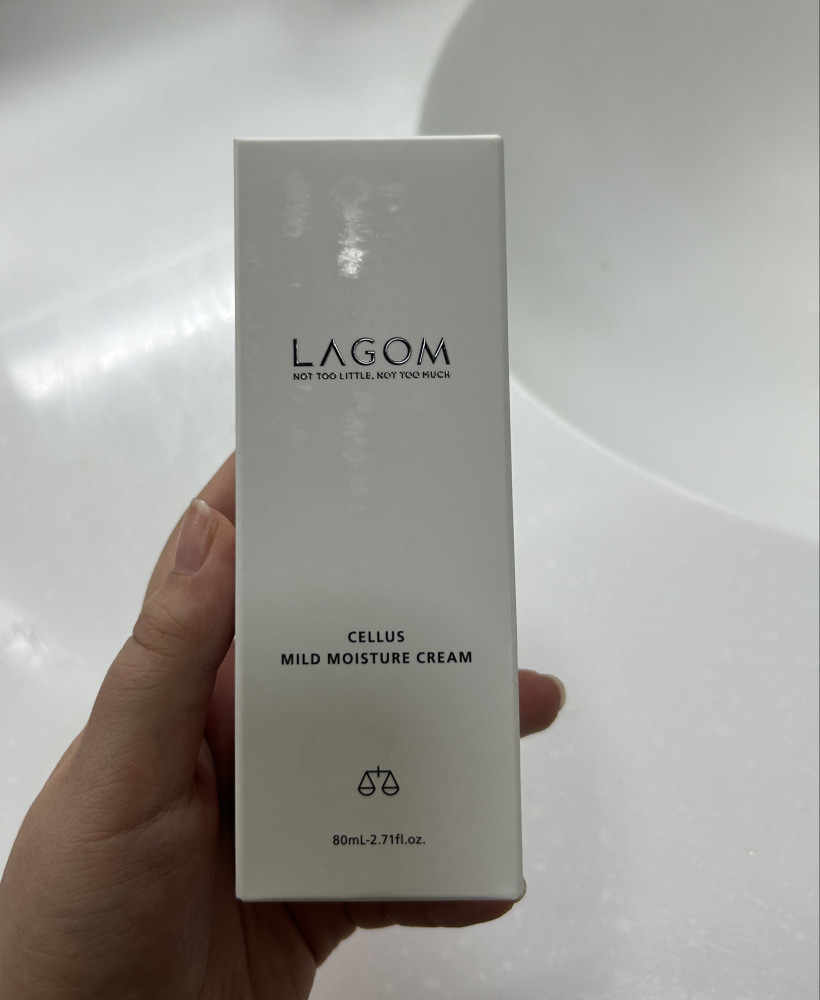 LAGOM
NOT TOO LITTLE, NOT TOO MUCH
CELLUS
MILD MOISTURE CREAM
80mL-2.71fl.oz.